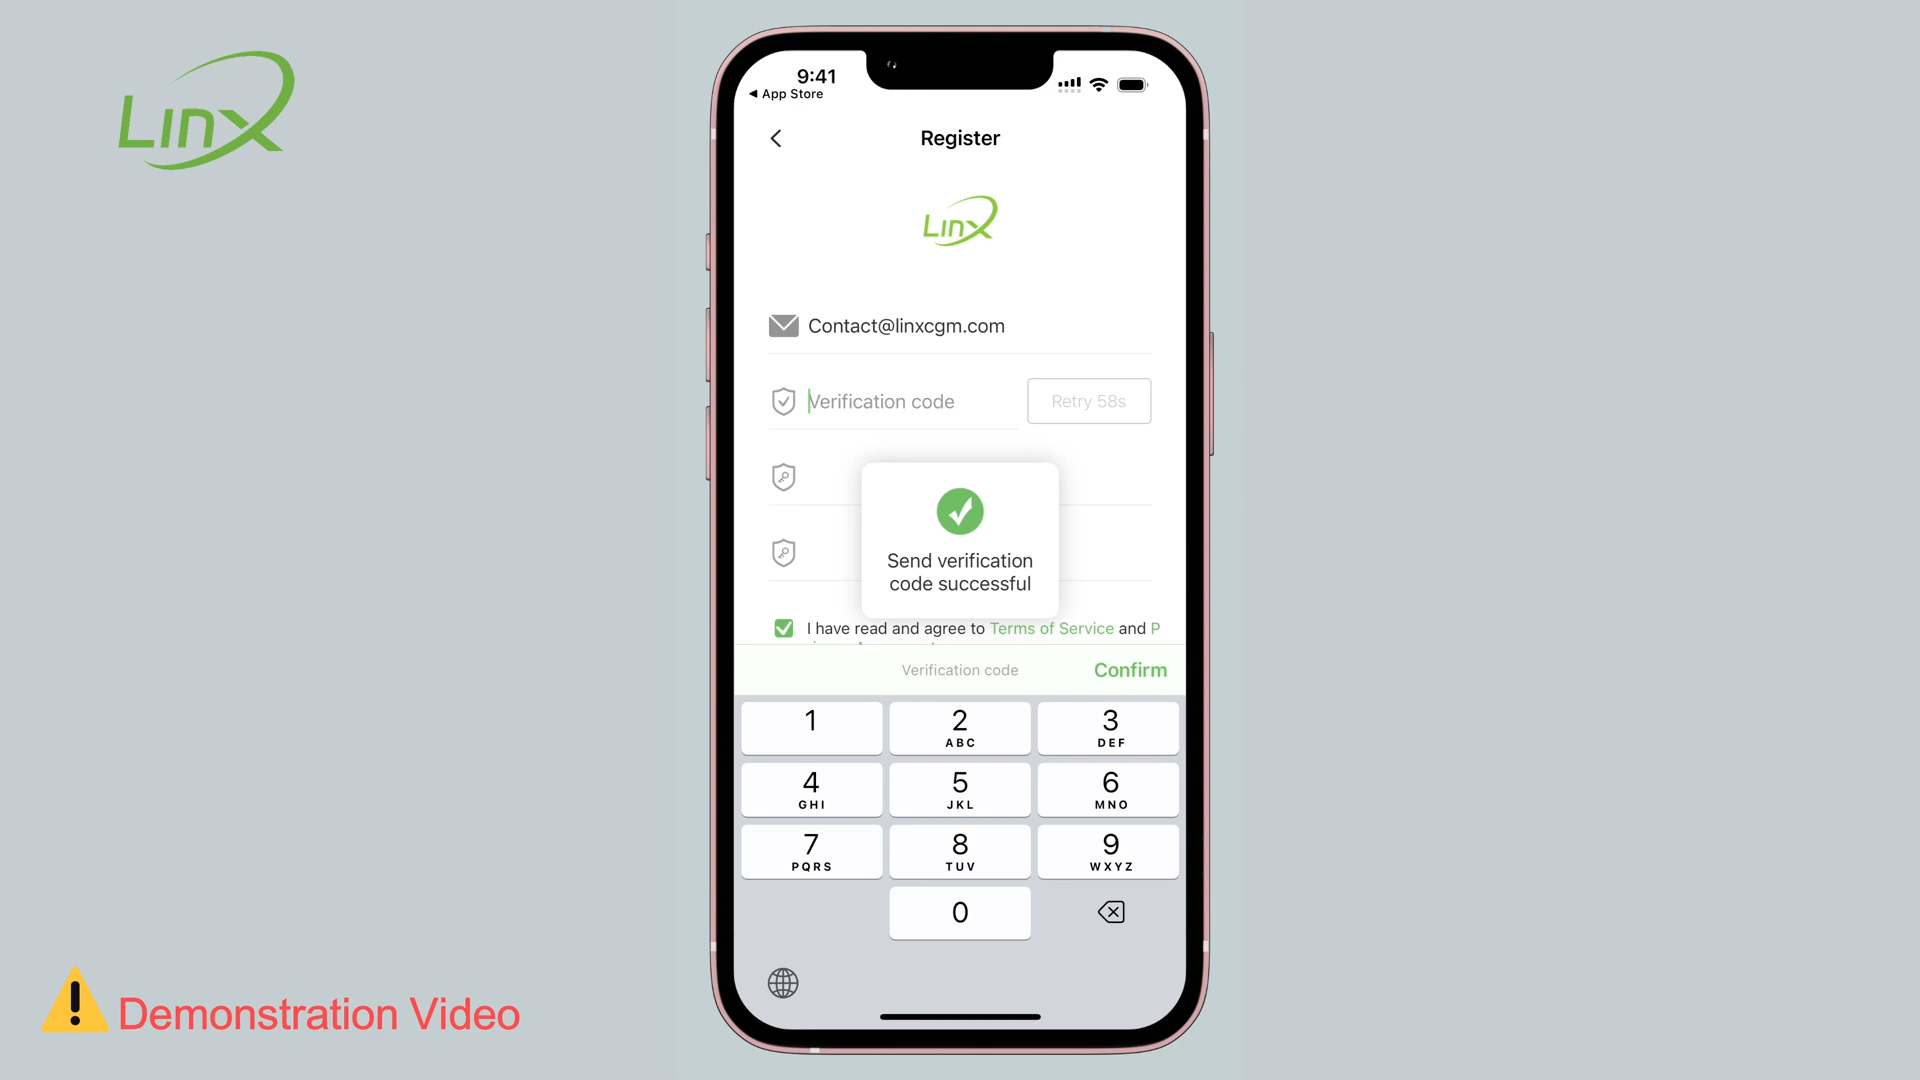 Linx
9:41
App Store
Register
Linx
Contact@linxcgm.com
Verification code
Retry 58s
Send verification
code successful
I have read and agree to Terms of Service and P
Verification code
Confirm
1
2
ABC
3
DEF
4
GHI
5
JKL
6
MNO
7
PQRS
8
TUV
9
WXYZ
0
Demonstration Video